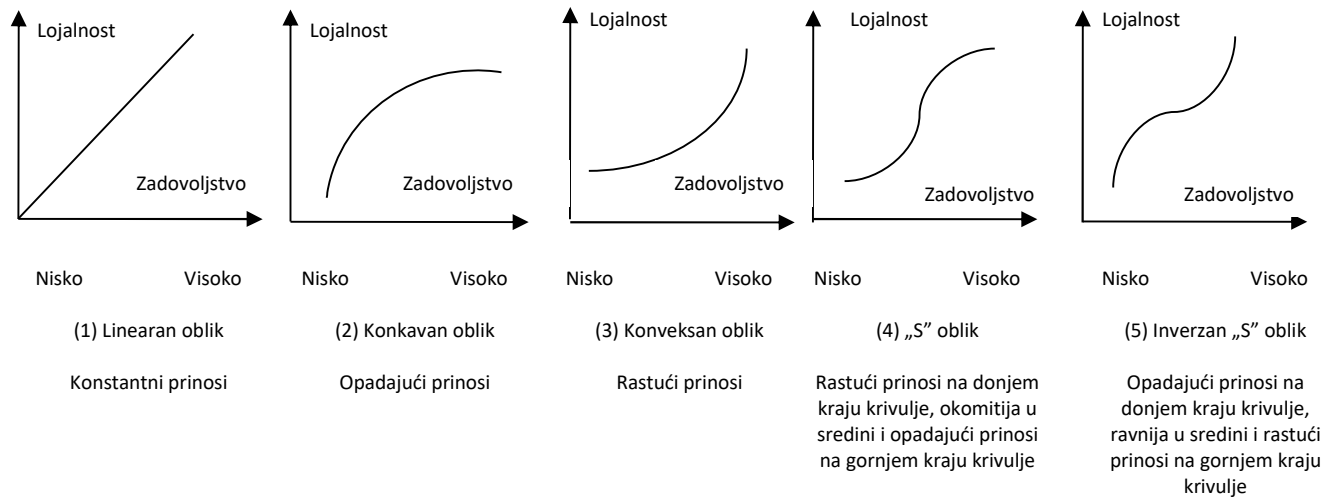 Lojalnost
Zadovoljstvo
Nisko Visoko
(1) Linearan oblik
Konstantni prinosi
Lojalnost
Zadovoljstvo
Nisko Visoko
(2) Konkavan oblik
Opadajući prinosi
Lojalnost
Zadovoljstvo
Nisko Visoko
(3) Konveksan oblik
Rastući prinosi
Lojalnost
Zadovoljstvo
Nisko Visoko
(4) „S” oblik
Rastući prinosi na donjem
kraju krivulje, okomitija u
sredini i opadajući prinosi
na gornjem kraju krivulje
Lojalnost
Zadovoljstvo
Nisko Visoko
(5) Inverzan „S” oblik
Opadajući prinosi na
donjem kraju krivulje,
ravnija u sredini i rastući
prinosi na gornjem kraju
krivulje